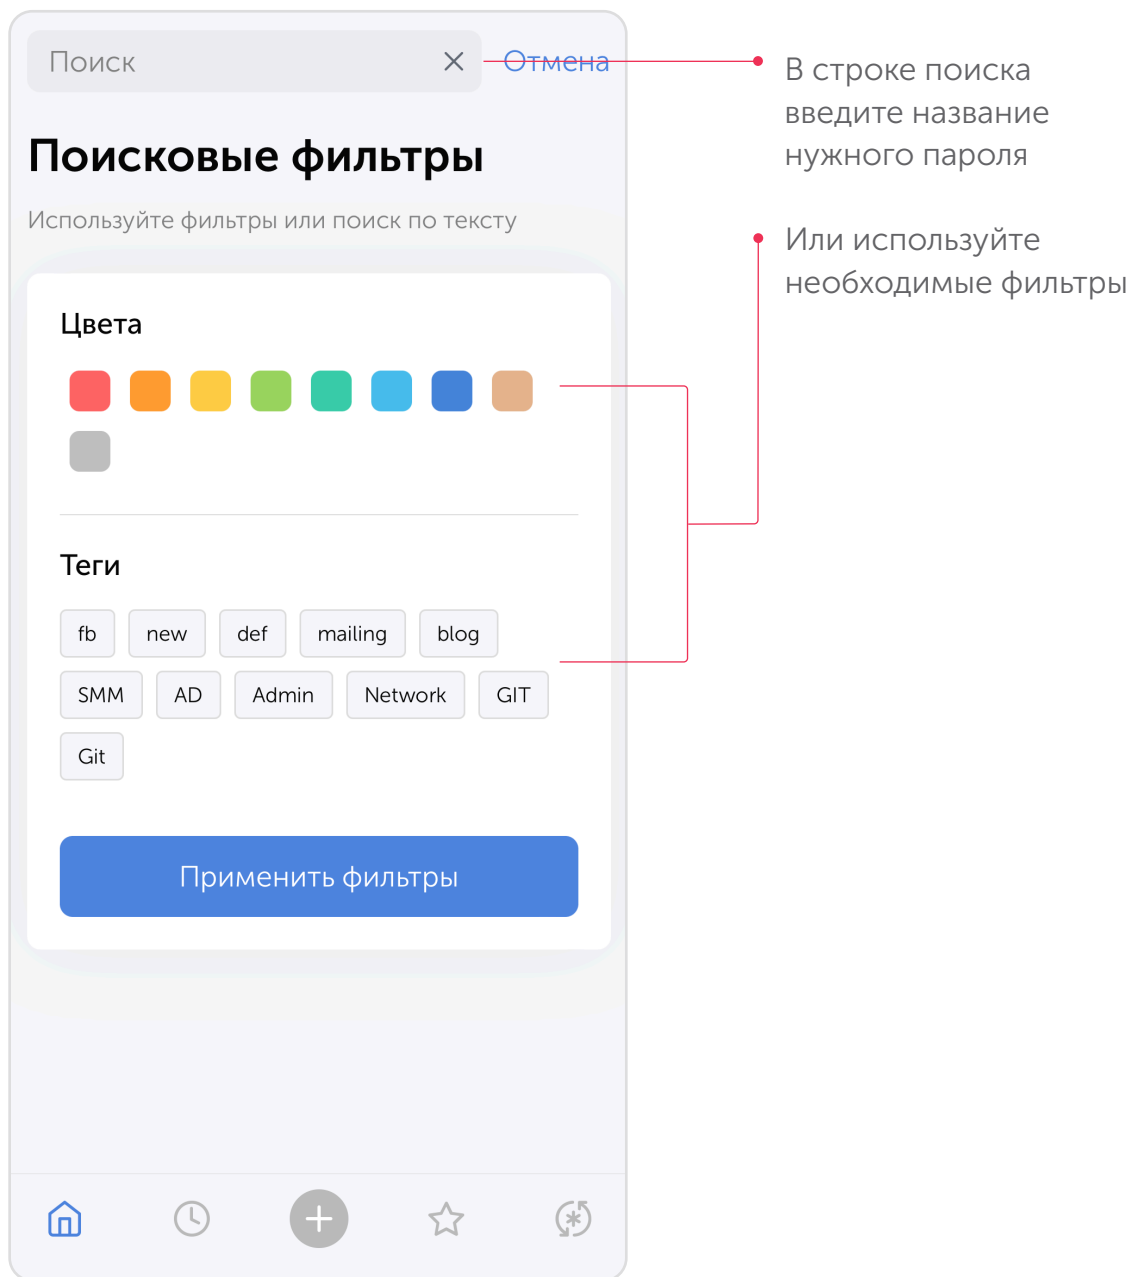 Поиск
Отмена
В строке поиска
введите название
нужного пароля
Поисковые фильтры
Используйте фильтры или поиск по тексту
Или используйте
необходимые фильтры
Цвета
Теги
fb new def mailing blog
SMM AD Admin Network GIT
Git
Применить фильтры